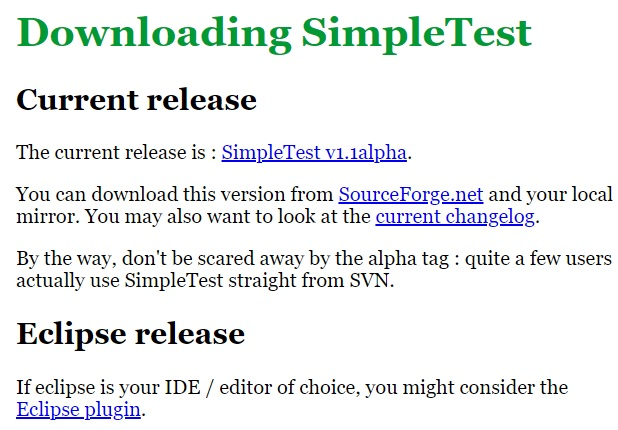 Downloading SimpleTest
Current release
The current release is : SimpleTest v1.1alpha.
You can download this version from SourceForge.net and your local
mirror. You may also want to look at the current changelog.
By the way, don't be scared away by the alpha tag : quite a few users
actually use SimpleTest straight from SVN.
Eclipse release
If eclipse is your IDE / editor of choice, you might consider the
Eclipse plugin.